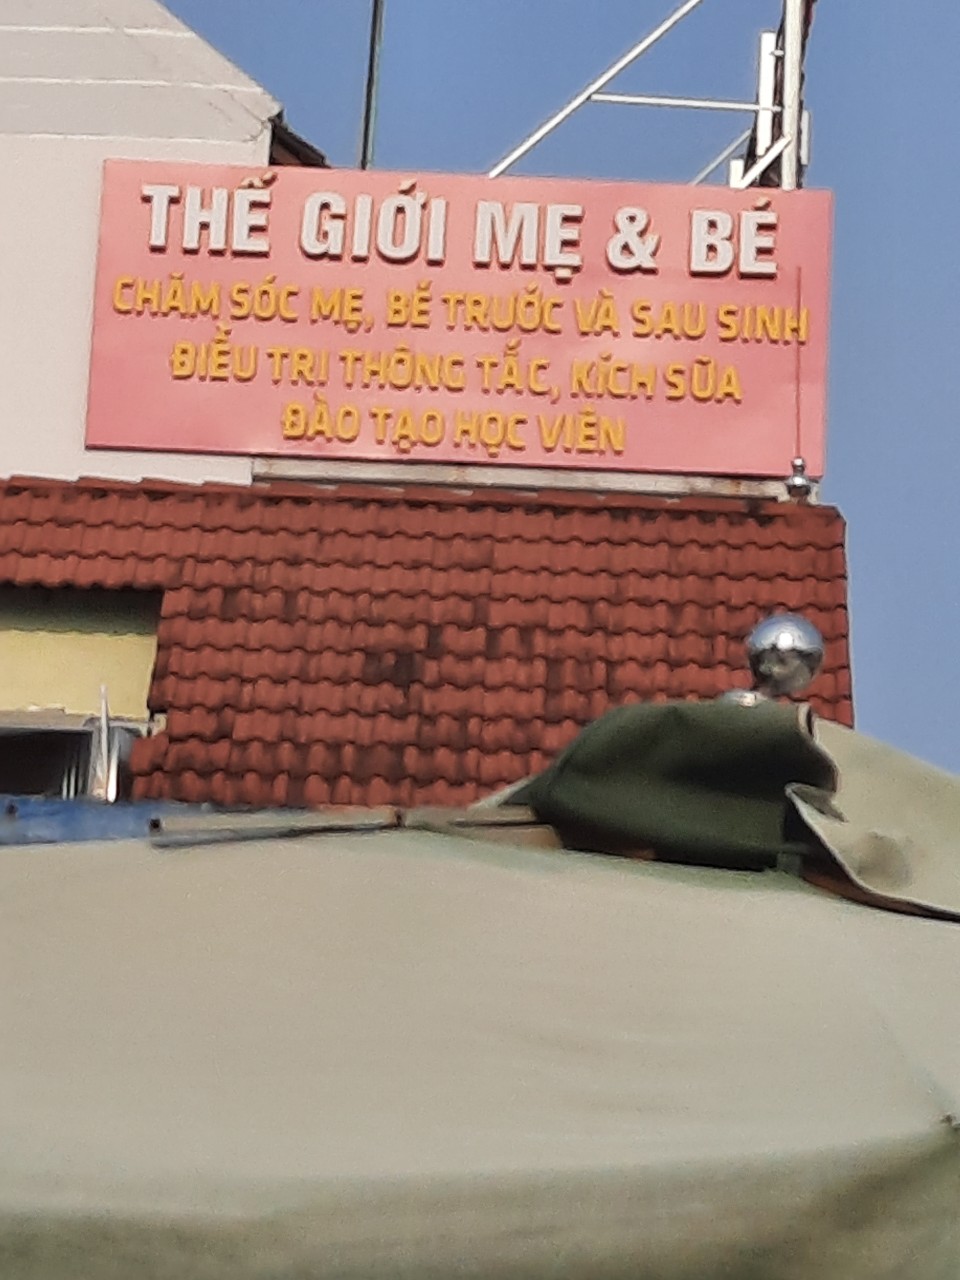 THẾ GIỚI MẸ & BÉ
CHĂM SÓC MẸ, BÉ TRƯỚC VÀ SAU SINH
ĐIỀU TRỊ THÔNG TẮC, KÍCH SỮA
ĐÀO TẠO HỌC VIÊN